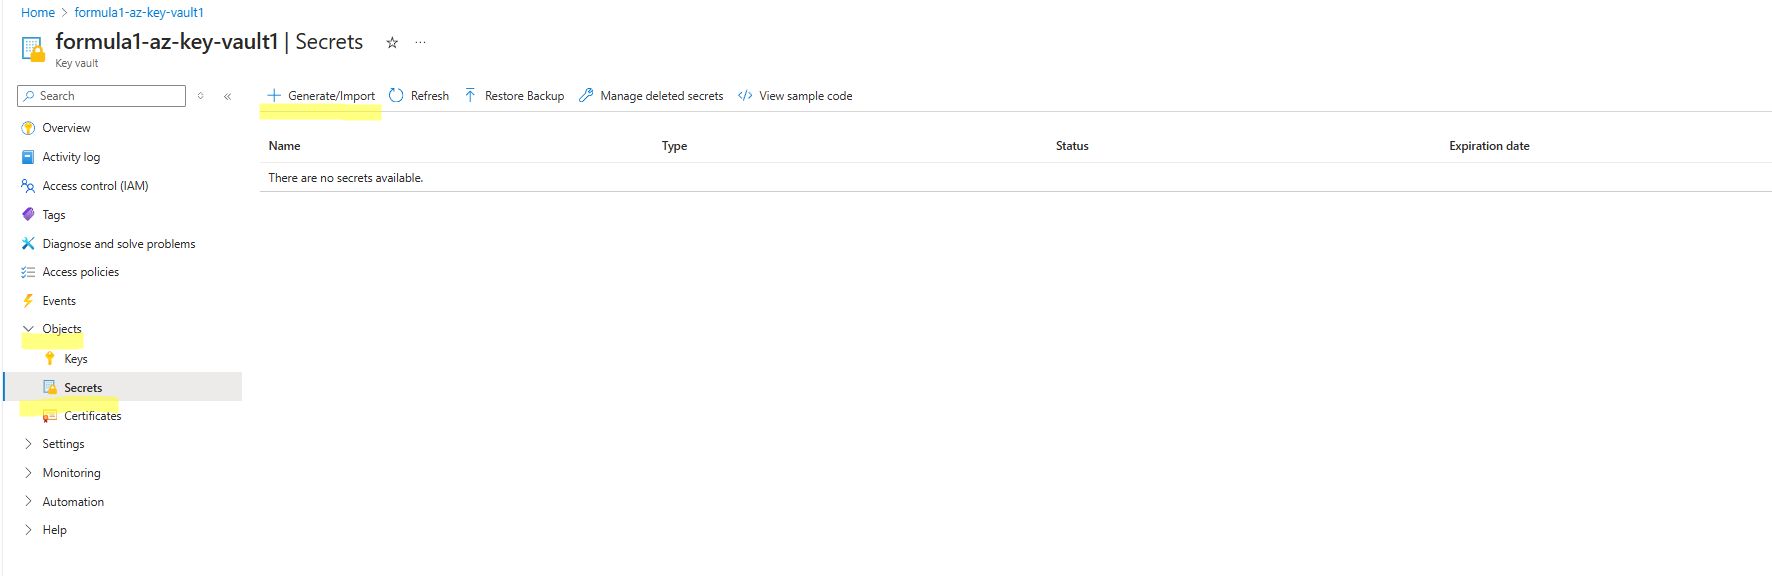 Home > formula1-az-key-vault1
formula1-az-key-vault1 | Secrets ☆ ···
Key vault
Search
Generate/Import Refresh Restore Backup Manage deleted secrets View sample code
Overview
Activity log
Access control (IAM)
Tags
Diagnose and solve problems
Access policies
Events
Objects
Keys
Secrets
Certificates
Settings
Monitoring
Automation
Help
Name Type Status Expiration date
There are no secrets available.